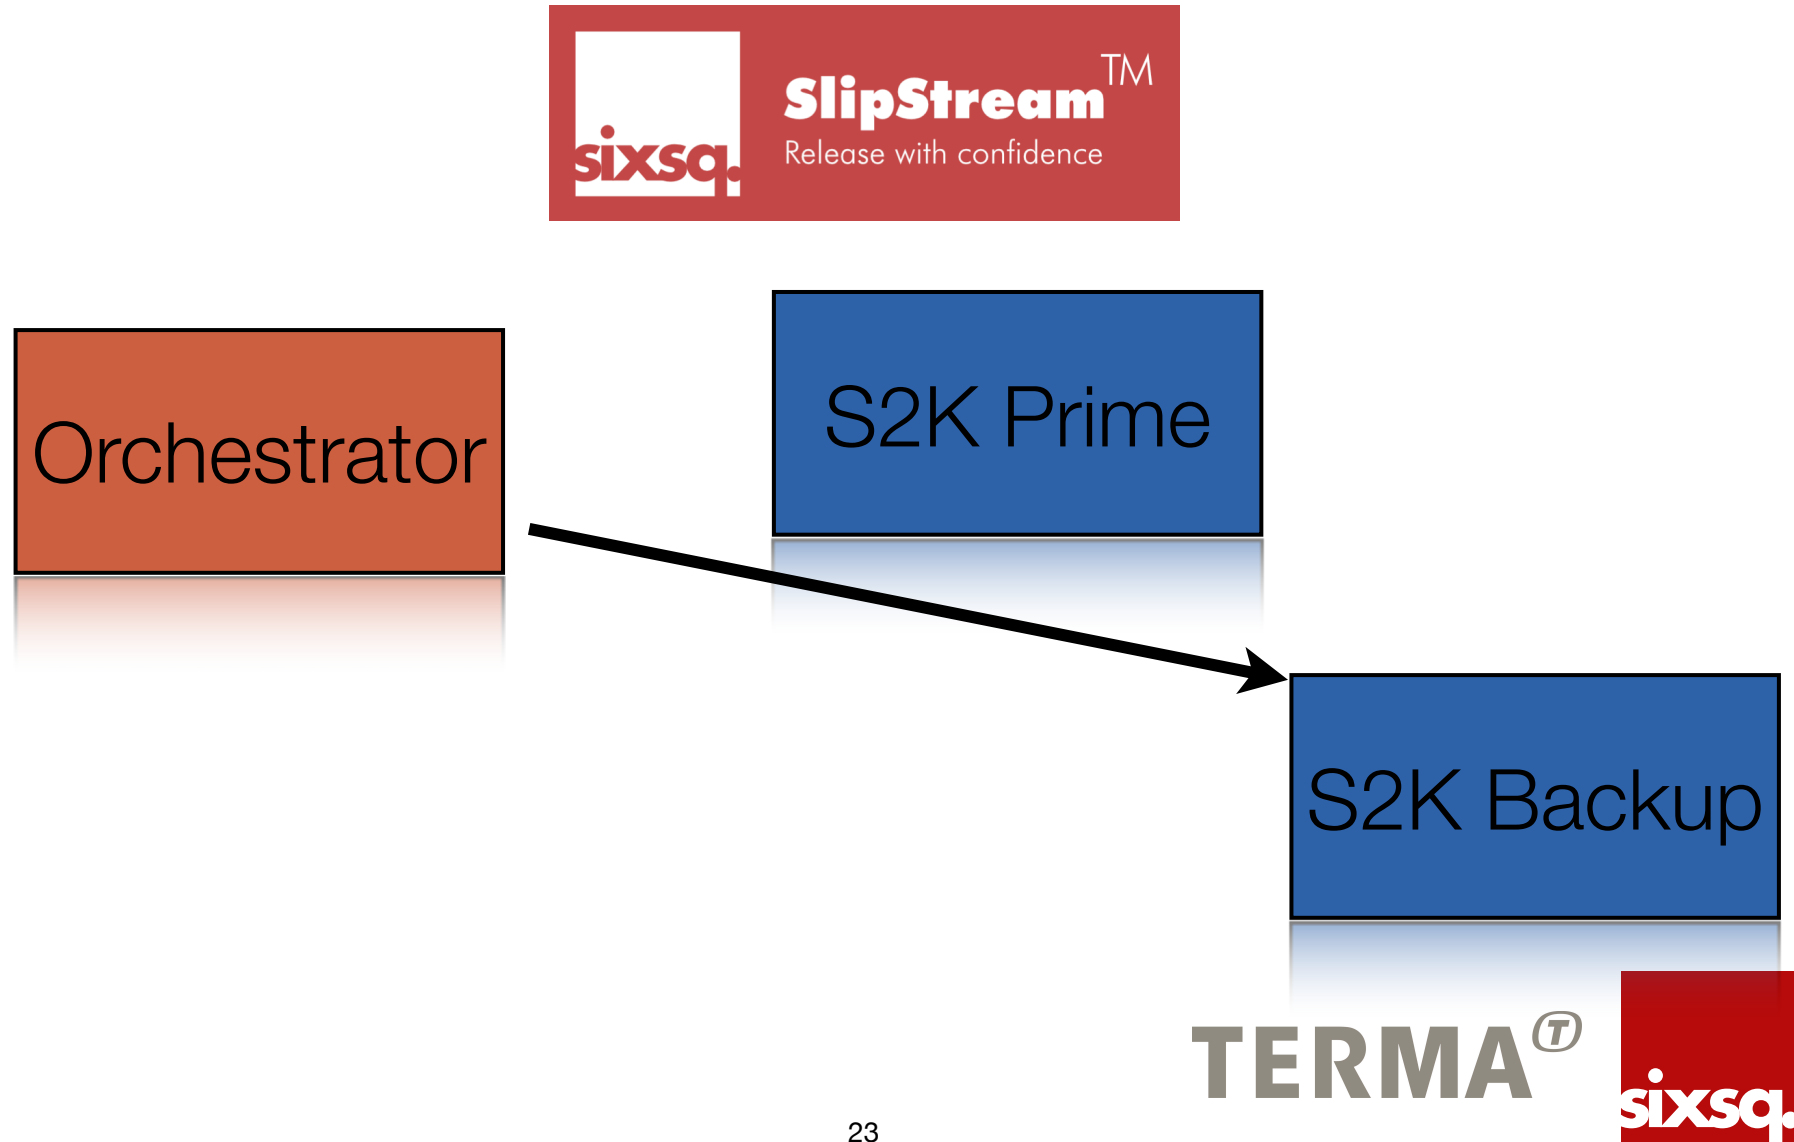 sixsq.
SlipStream™
Release with confidence
S2K Prime
Orchestrator
S2K Backup
TERMA T
sixsq.
23